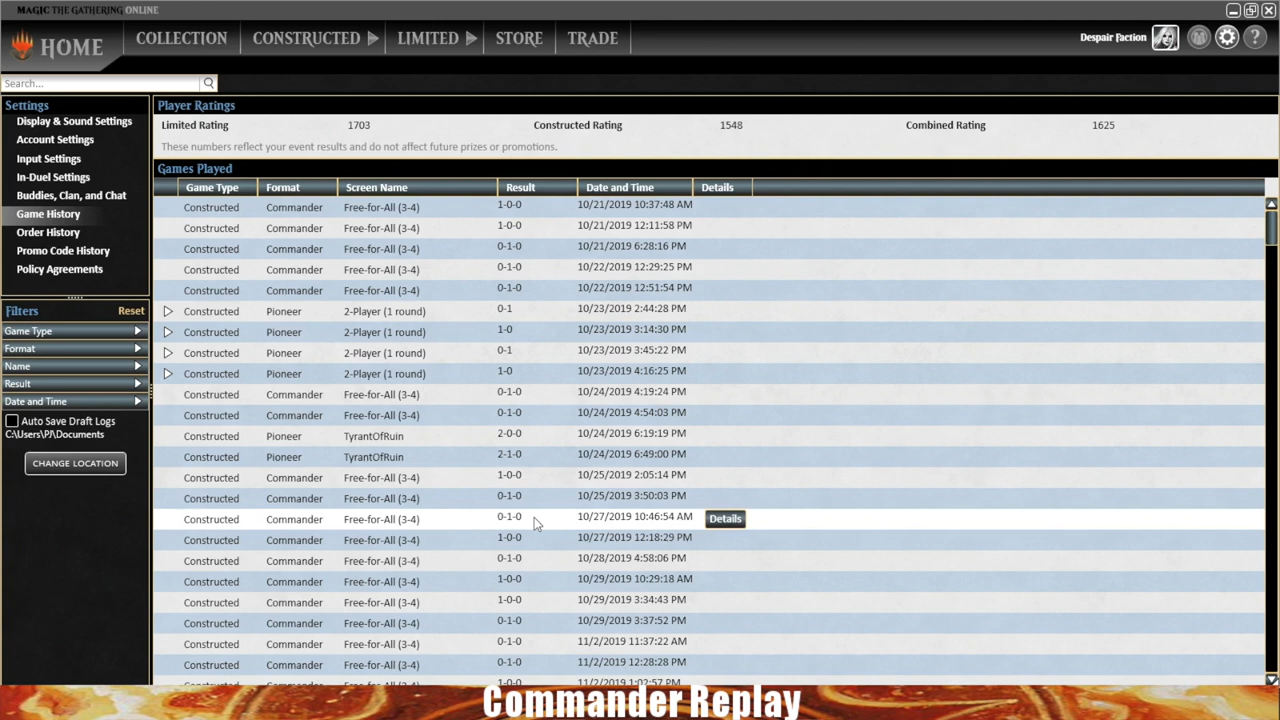 MAGIC THE GATHERING ONLINE
HOME COLLECTION CONSTRUCTED LIMITED STORE TRADE Despair Faction ?
Search...
Settings
Display & Sound Settings
Account Settings
Input Settings
In-Duel Settings
Buddies, Clan, and Chat
Game History
Order History
Promo Code History
Policy Agreements
Filters Reset
Game Type
Format
Name
Result
Date and Time
Auto Save Draft Logs
C:\Users\PJ\Documents
CHANGE LOCATION
Player Ratings
Limited Rating 1703 Constructed Rating 1548 Combined Rating 1625
These numbers reflect your event results and do not affect future prizes or promotions.
Games Played
Game Type Format Screen Name Result Date and Time Details
Constructed Commander Free-for-All (3-4) 1-0-0 10/21/2019 10:37:48 AM
Constructed Commander Free-for-All (3-4) 1-0-0 10/21/2019 12:11:58 PM
Constructed Commander Free-for-All (3-4) 0-1-0 10/21/2019 6:28:16 PM
Constructed Commander Free-for-All (3-4) 0-1-0 10/22/2019 12:29:25 PM
Constructed Commander Free-for-All (3-4) 0-1-0 10/22/2019 12:51:54 PM
Constructed Pioneer 2-Player (1 round) 0-1 10/23/2019 2:44:28 PM
Constructed Pioneer 2-Player (1 round) 1-0 10/23/2019 3:14:30 PM
Constructed Pioneer 2-Player (1 round) 0-1 10/23/2019 3:45:22 PM
Constructed Pioneer 2-Player (1 round) 1-0 10/23/2019 4:16:25 PM
Constructed Commander Free-for-All (3-4) 0-1-0 10/24/2019 4:19:24 PM
Constructed Commander Free-for-All (3-4) 0-1-0 10/24/2019 4:54:03 PM
Constructed Pioneer TyrantOfRuin 2-0-0 10/24/2019 6:19:19 PM
Constructed Pioneer TyrantOfRuin 2-1-0 10/24/2019 6:49:00 PM
Constructed Commander Free-for-All (3-4) 1-0-0 10/25/2019 2:05:14 PM
Constructed Commander Free-for-All (3-4) 0-1-0 10/25/2019 3:50:03 PM
Constructed Commander Free-for-All (3-4) 0-1-0 10/27/2019 10:46:54 AM Details
Constructed Commander Free-for-All (3-4) 1-0-0 10/27/2019 12:18:29 PM
Constructed Commander Free-for-All (3-4) 0-1-0 10/28/2019 4:58:06 PM
Constructed Commander Free-for-All (3-4) 1-0-0 10/29/2019 10:29:18 AM
Constructed Commander Free-for-All (3-4) 1-0-0 10/29/2019 3:34:43 PM
Constructed Commander Free-for-All (3-4) 0-1-0 10/29/2019 3:37:52 PM
Constructed Commander Free-for-All (3-4) 0-1-0 11/2/2019 11:37:22 AM
Constructed Commander Free-for-All (3-4) 0-1-0 11/2/2019 12:28:28 PM
Constructed Commander Free-for-All (3-4) 1-0-0 11/2/2019 1:02:57 PM
Commander Replay